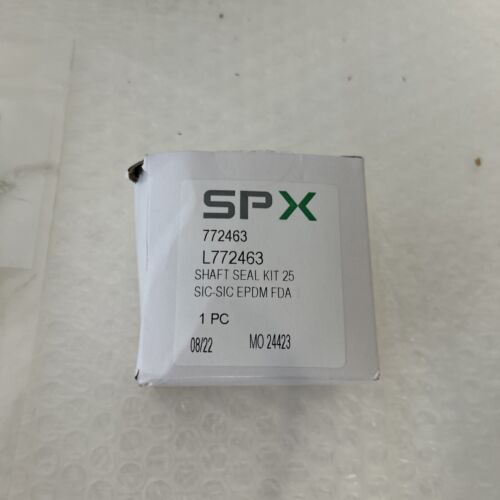 SPX
772463
L772463
SHAFT SEAL KIT 25
SIC-SIC EPDM FDA
1 PC
08/22 MO 24423